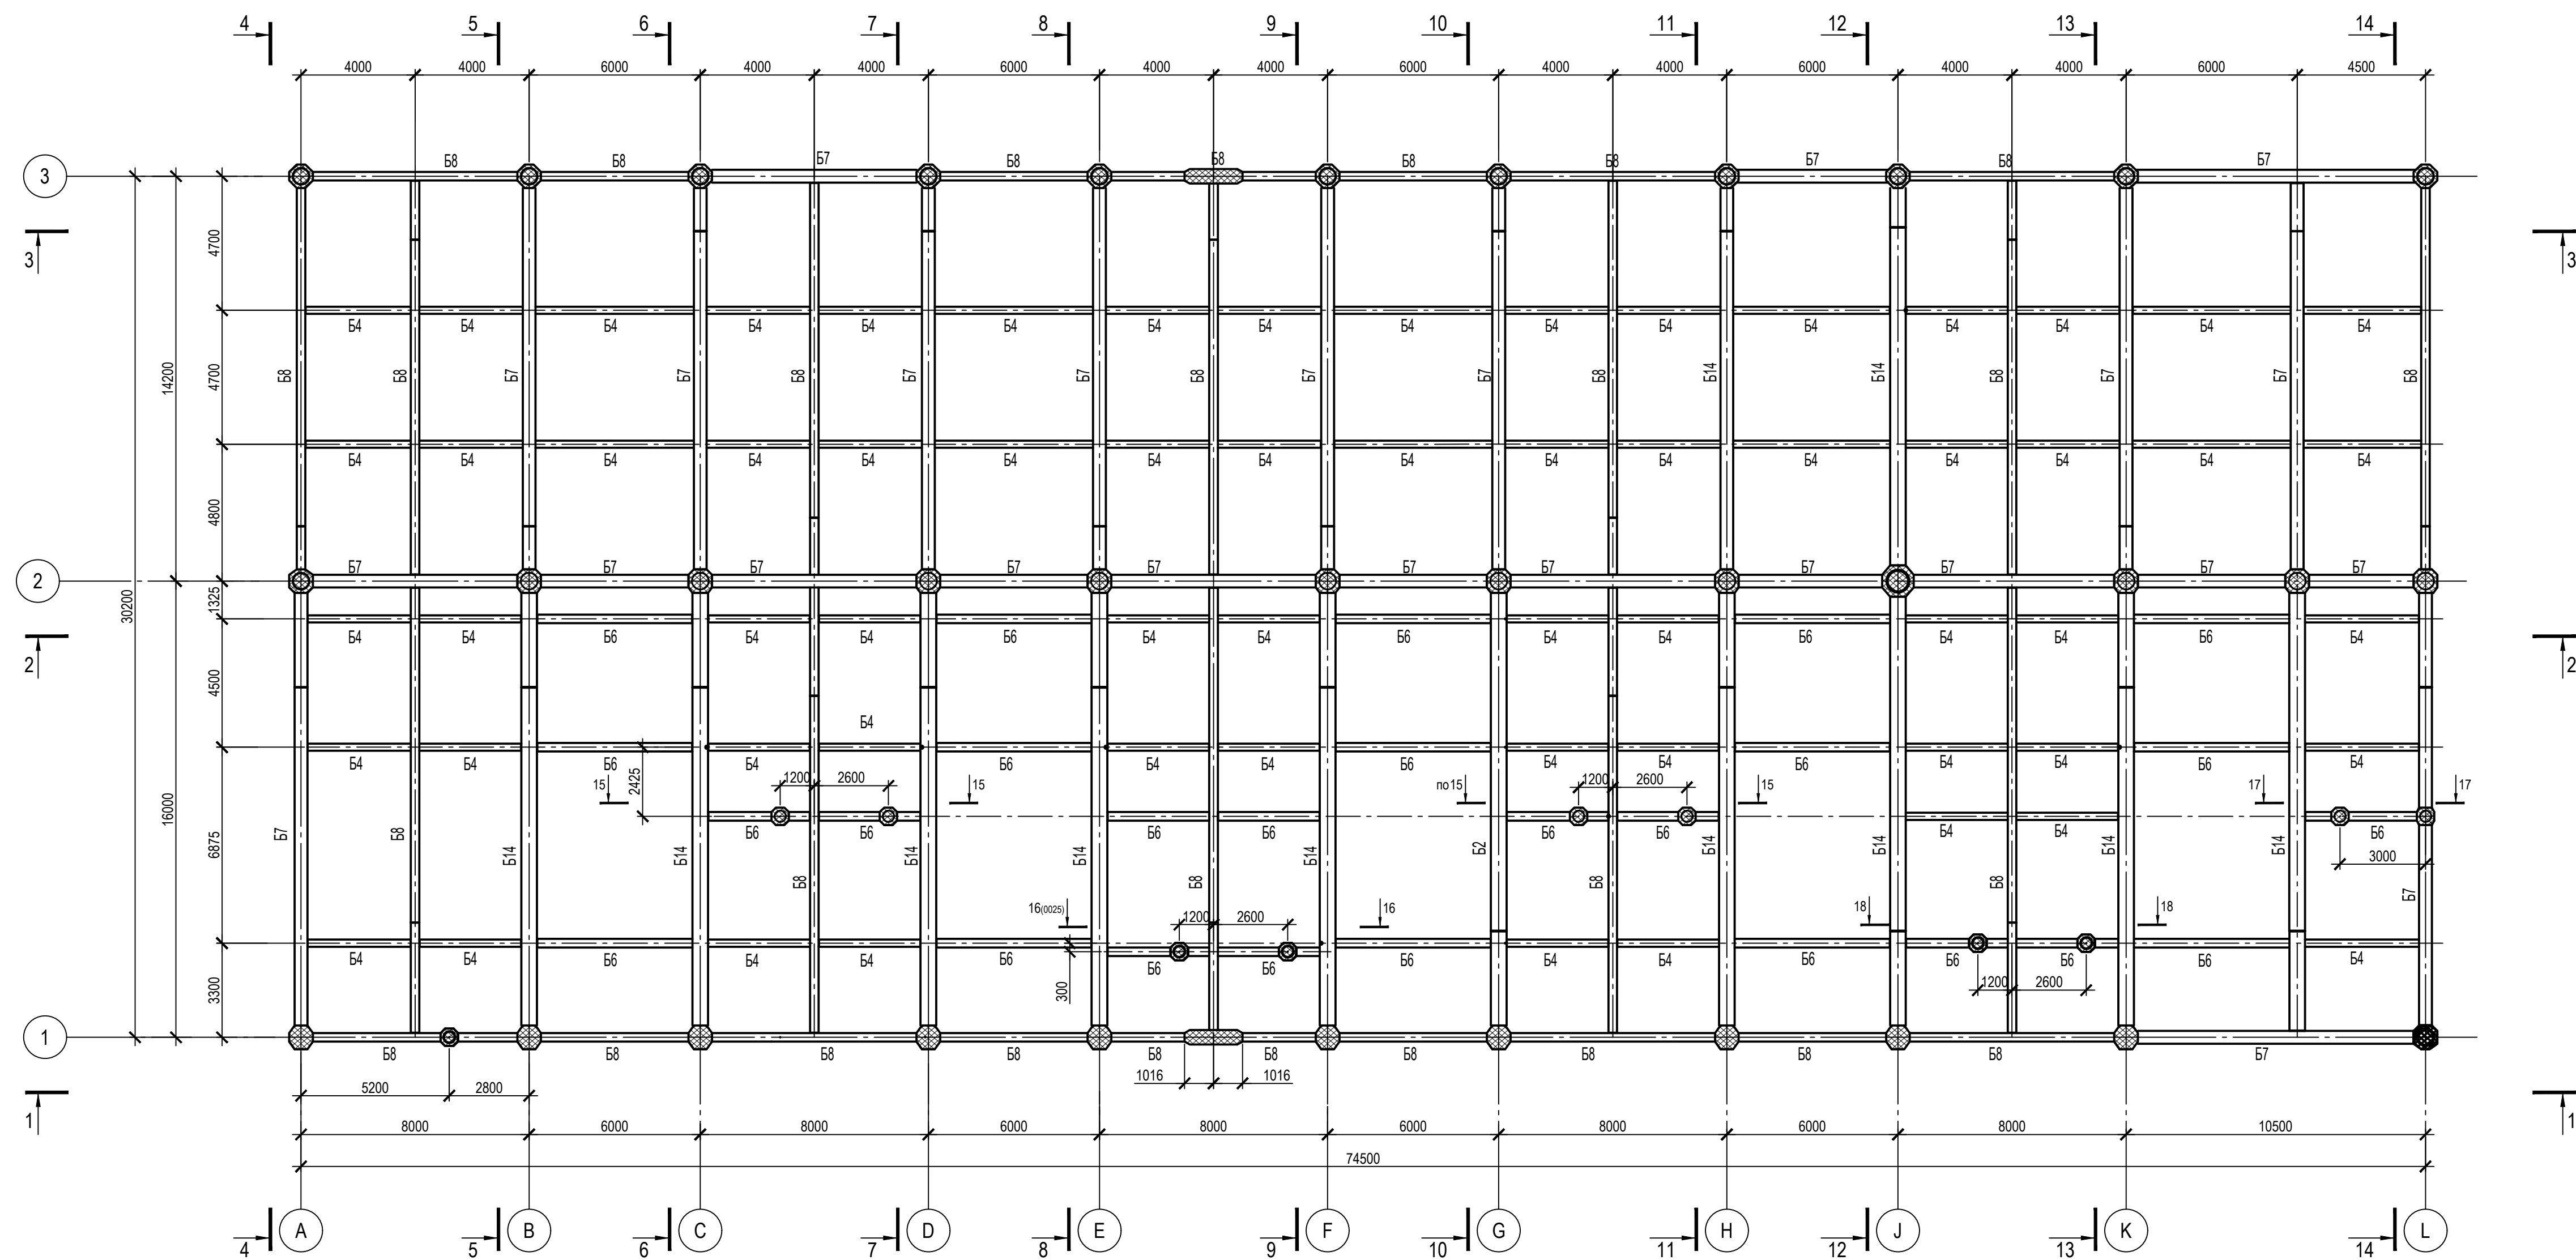 4 5 6 7 8 9 10 11 12 13 14
4000 4000 6000 4000 4000 6000 4000 4000 6000 4000 4000 6000 4000 4000 6000 4500
Б8 Б8 Б7 Б8 Б8 Б8 Б8 Б7 Б8 Б7
3
3 3
4700
Б4 Б4 Б4 Б4 Б4 Б4 Б4 Б4 Б4 Б4 Б4 Б4 Б4 Б4 Б4 Б4
14200 4700
Б8 Б8 Б7 Б7 Б8 Б7 Б7 Б8 Б7 Б7 Б8 Б14 Б14 Б8 Б7 Б7 Б8
Б4 Б4 Б4 Б4 Б4 Б4 Б4 Б4 Б4 Б4 Б4 Б4 Б4 Б4 Б4 Б4
4800
Б7 Б7 Б7 Б7 Б7 Б7 Б7 Б7 Б7 Б7 Б7
2
30200 1325
Б4 Б4 Б6 Б4 Б4 Б6 Б4 Б4 Б6 Б4 Б4 Б6 Б4 Б4 Б6 Б4
2 2
4500
Б4
Б4 Б4 Б6 Б4 Б6 Б4 Б4 Б6 Б4 Б4 Б6 Б4 Б4 Б6 Б4
15 2425 1200 2600 15 по15 1200 2600 15 17 17
16000 6875
Б6 Б6 Б6 Б6 Б6 Б6 Б4 Б4 Б6
Б7 Б8 Б14 Б14 Б14 Б14 Б14 Б2 Б14 Б14 Б14 Б14
3000
Б8 Б8 Б8 Б8 Б7
16(0025) 1200 2600 16 18 18
Б4 Б4 Б6 Б4 Б4 Б6 Б6 Б6 Б6 Б4 Б4 Б6 Б6 Б6 Б6 Б4
3300 300 1200 2600
1
Б8 Б8 Б8 Б8 Б8 Б8 Б8 Б8 Б8 Б8 Б7
1016 1016
5200 2800
1 1
8000 6000 8000 6000 8000 6000 8000 6000 8000 10500
74500
A B C D E F G H J K L
4 5 6 7 8 9 10 11 12 13 14